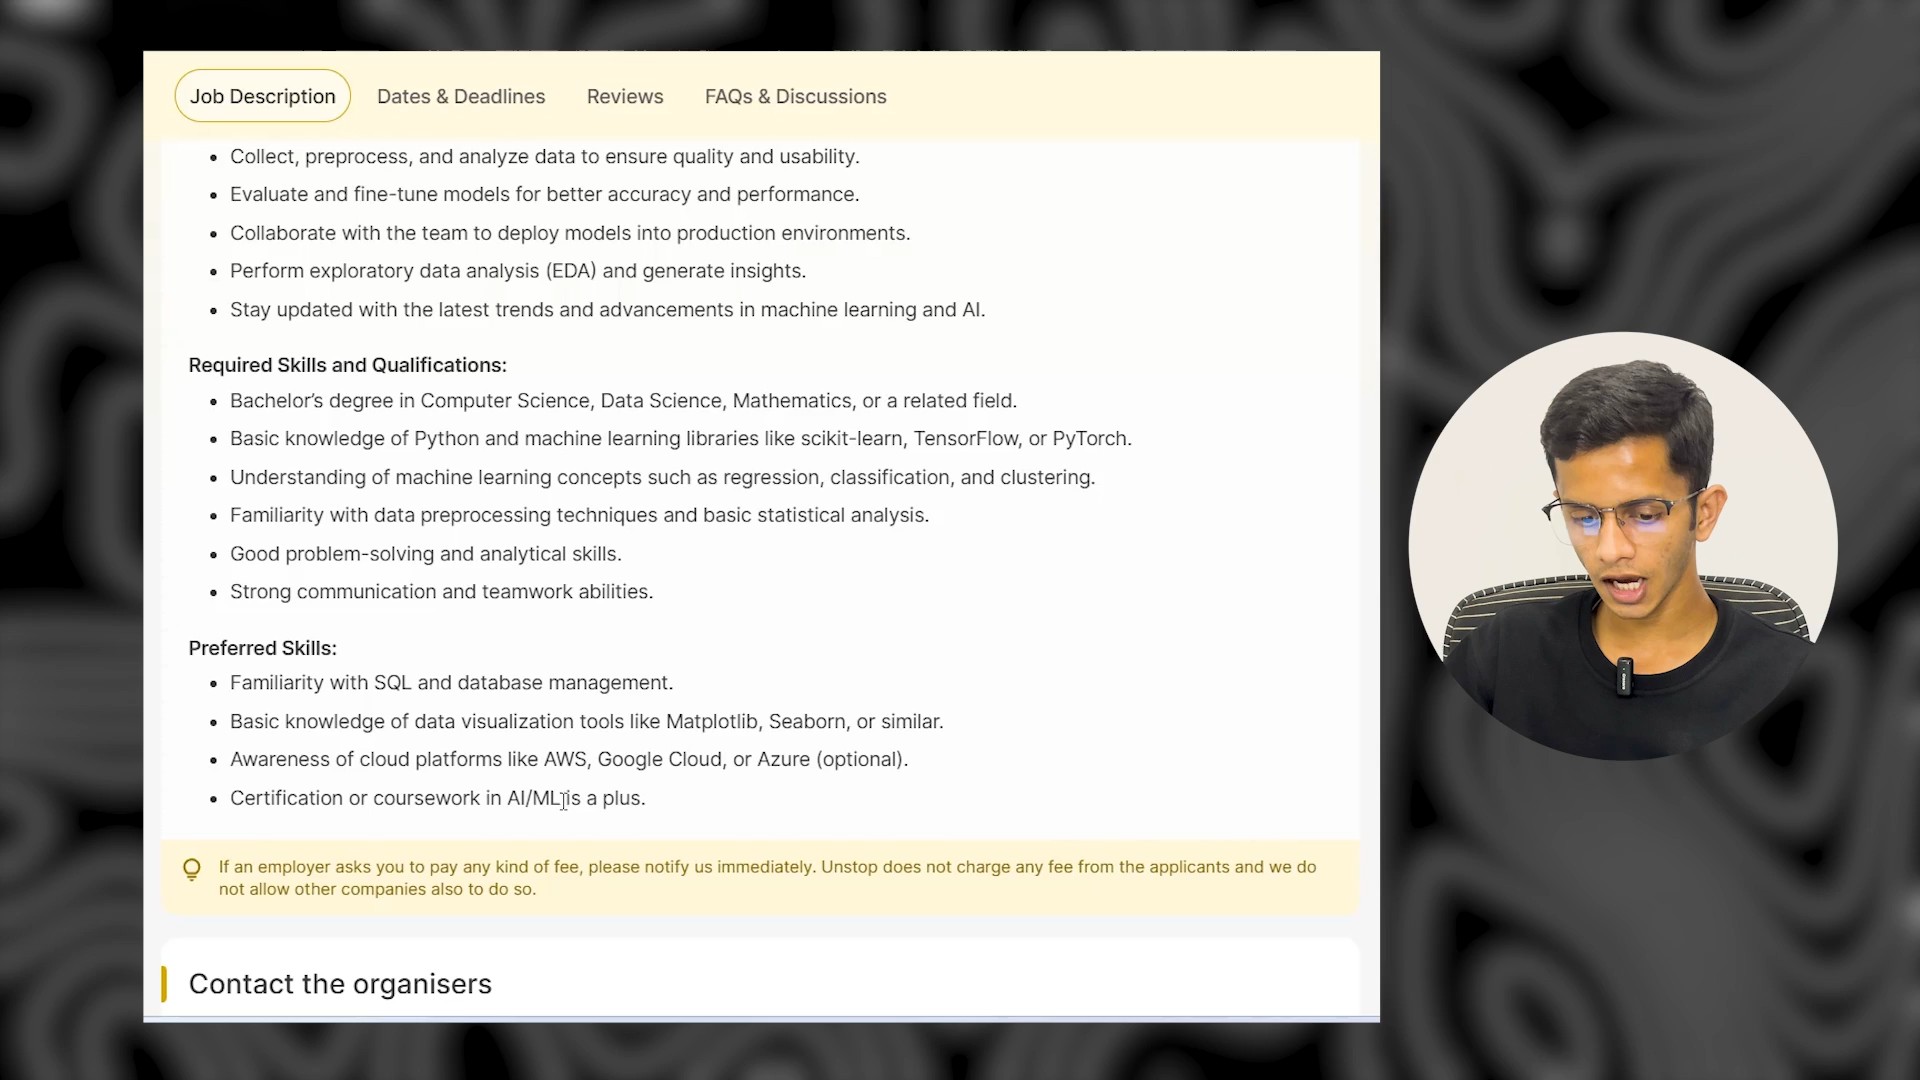 Job Description
Dates & Deadlines
Reviews
FAQs & Discussions
Collect, preprocess, and analyze data to ensure quality and usability.
Evaluate and fine-tune models for better accuracy and performance.
Collaborate with the team to deploy models into production environments.
Perform exploratory data analysis (EDA) and generate insights.
Stay updated with the latest trends and advancements in machine learning and AI.
Required Skills and Qualifications:
Bachelor’s degree in Computer Science, Data Science, Mathematics, or a related field.
Basic knowledge of Python and machine learning libraries like scikit-learn, TensorFlow, or PyTorch.
Understanding of machine learning concepts such as regression, classification, and clustering.
Familiarity with data preprocessing techniques and basic statistical analysis.
Good problem-solving and analytical skills.
Strong communication and teamwork abilities.
Preferred Skills:
Familiarity with SQL and database management.
Basic knowledge of data visualization tools like Matplotlib, Seaborn, or similar.
Awareness of cloud platforms like AWS, Google Cloud, or Azure (optional).
Certification or coursework in AI/ML is a plus.
If an employer asks you to pay any kind of fee, please notify us immediately. Unstop does not charge any fee from the applicants and we do
not allow other companies also to do so.
Contact the organisers